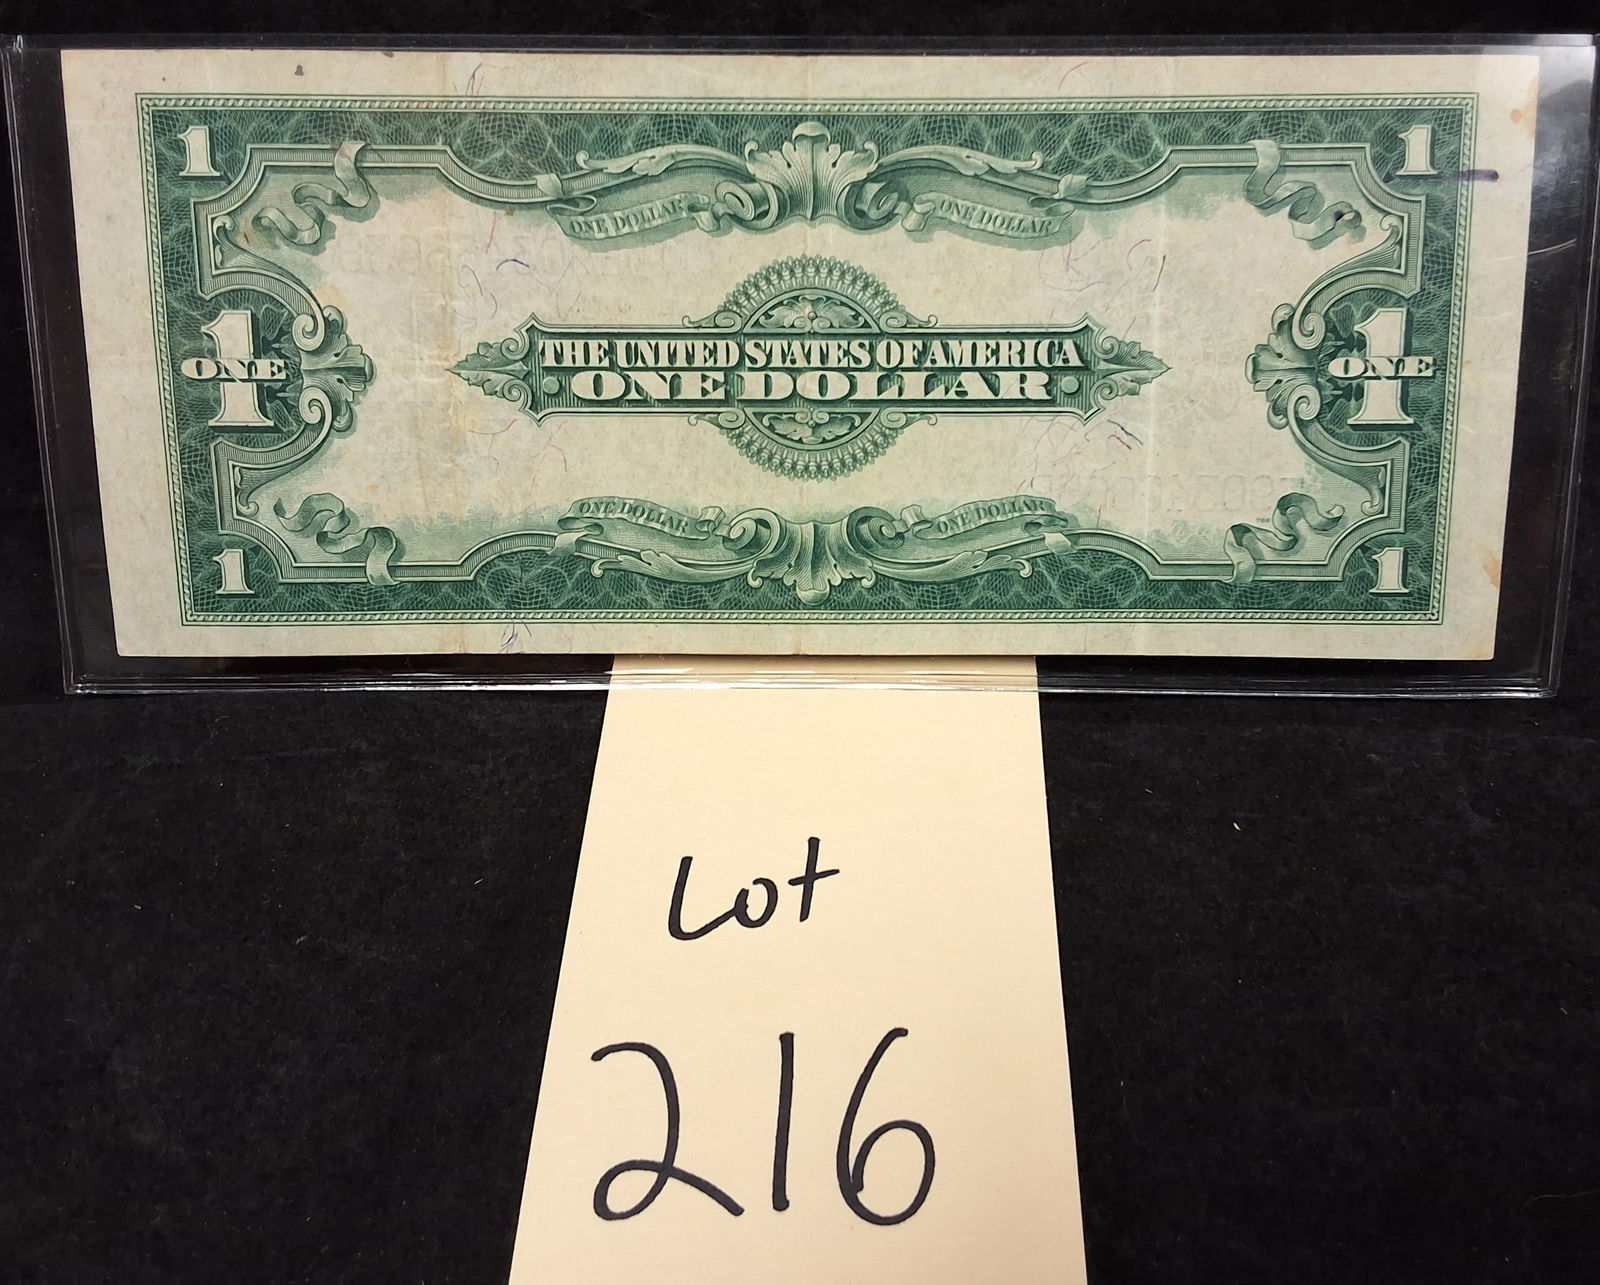 1 1
ONE DOLLAR ONE DOLLAR
THE UNITED STATES OF AMERICA
ONE DOLLAR
1 ONE 1 ONE
ONE DOLLAR ONE DOLLAR
1 1
Lot
216